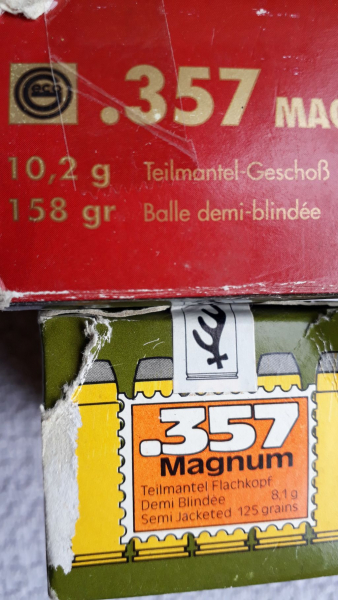 Geco
.357 MAG
10,2 g Teilmantel-Geschoß
158 gr Balle demi-blindée
.357
Magnum
Teilmantel Flachkopf
Demi Blindée 8,1 g
Semi Jacketed 125 grains